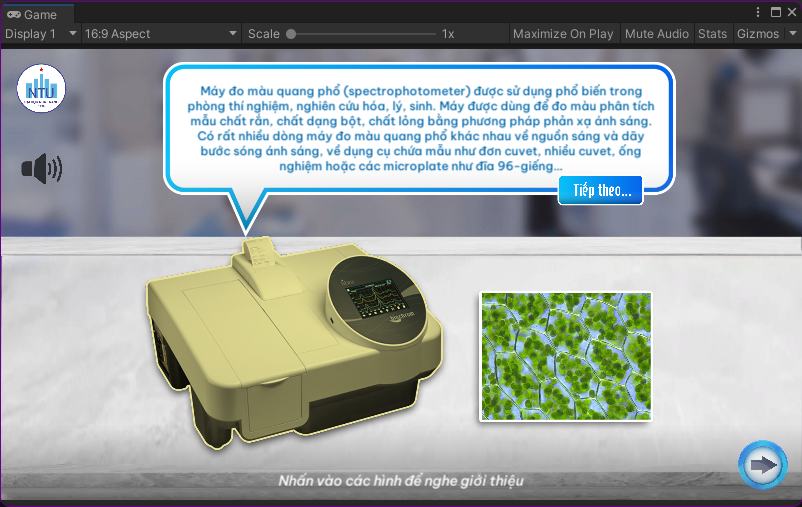 Game
Display 1 16:9 Aspect Scale 1x Maximize On Play Mute Audio Stats Gizmos
NTU
Máy đo màu quang phổ (spectrophotometer) được sử dụng phổ biến trong
phòng thí nghiệm, nghiên cứu hóa, lý, sinh. Máy được dùng để đo màu phân tích
mẫu chất rắn, chất dạng bột, chất lỏng bằng phương pháp phản xạ ánh sáng.
Có rất nhiều dòng máy đo màu quang phổ khác nhau về nguồn sáng và dãy
bước sóng ánh sáng, về dụng cụ chứa mẫu như đơn cuvet, nhiều cuvet, ống
nghiệm hoặc các microplate như đĩa 96-giếng...
Tiếp theo...
biochrom
Nhấn vào các hình để nghe giới thiệu